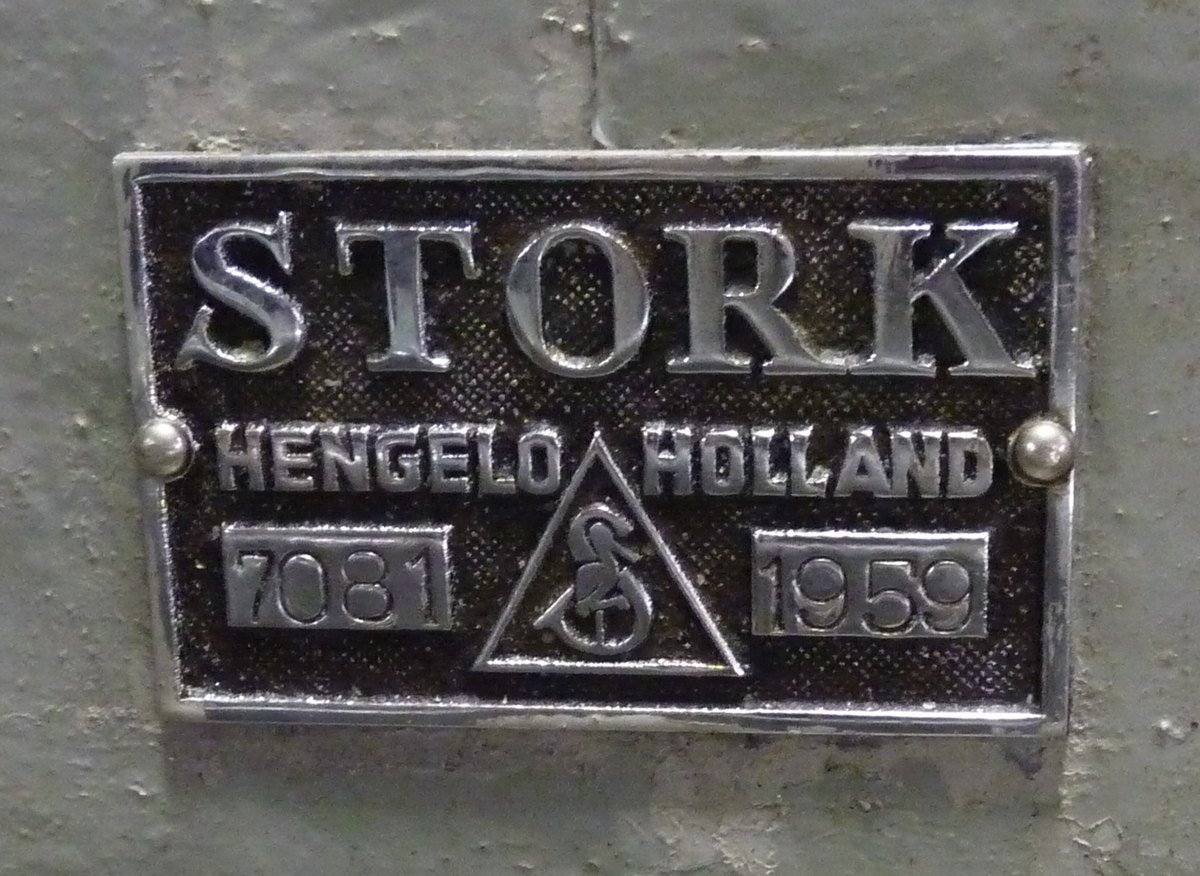 STORK
HENGELO HOLLAND
7081 1959